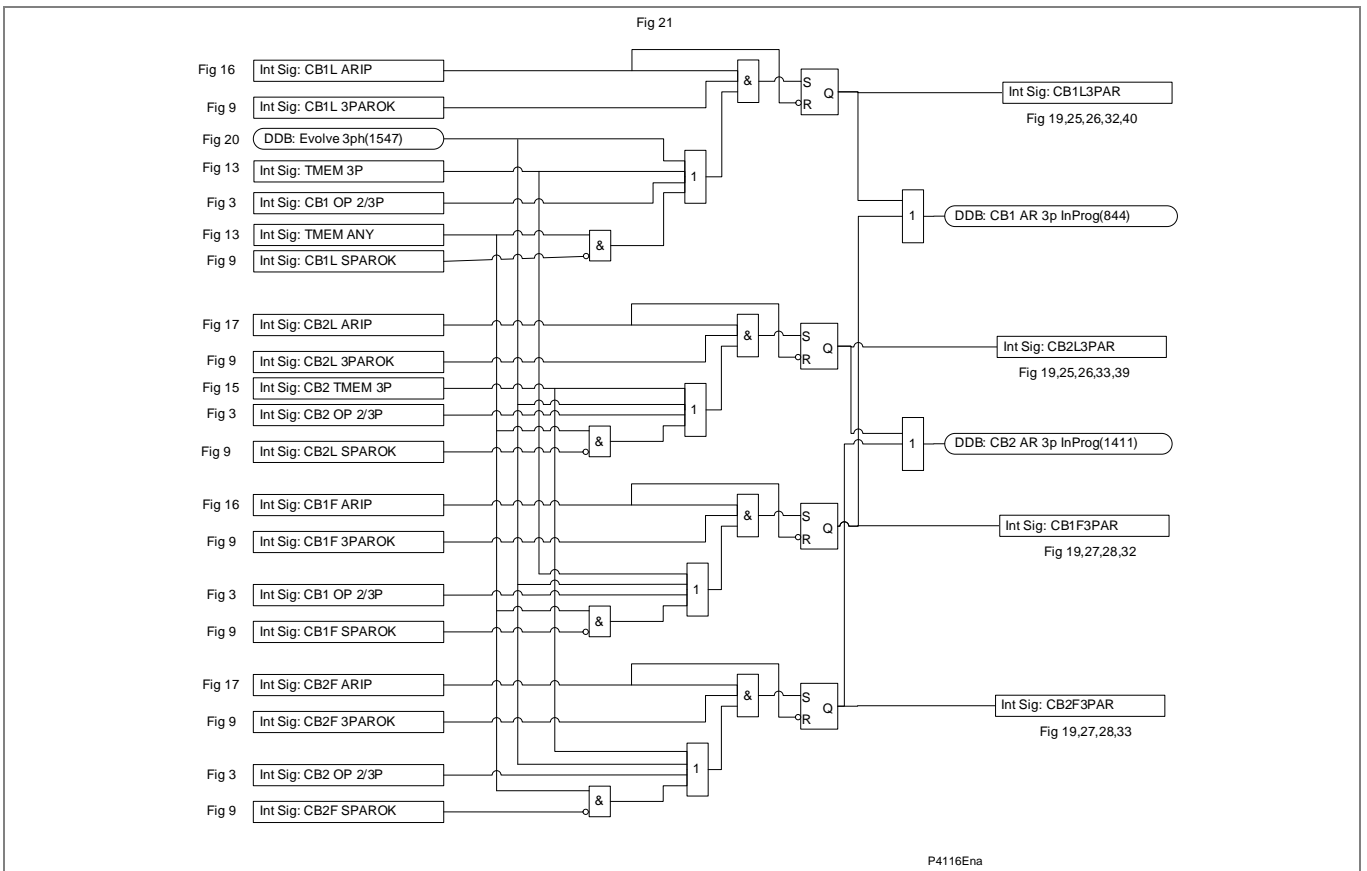 Fig 21
Fig 16 Int Sig: CB1L ARIP
& S Q R
Int Sig: CB1L3PAR
Fig 9 Int Sig: CB1L 3PAROK
Fig 19,25,26,32,40
Fig 20 DDB: Evolve 3ph(1547)
Fig 13 Int Sig: TMEM 3P
1
Fig 3 Int Sig: CB1 OP 2/3P
1 DDB: CB1 AR 3p InProg(844)
Fig 13 Int Sig: TMEM ANY
&
Fig 9 Int Sig: CB1L SPAROK
Fig 17 Int Sig: CB2L ARIP
& S Q R
Int Sig: CB2L3PAR
Fig 9 Int Sig: CB2L 3PAROK
Fig 19,25,26,33,39
Fig 15 Int Sig: CB2 TMEM 3P
1
Fig 3 Int Sig: CB2 OP 2/3P
&
1 DDB: CB2 AR 3p InProg(1411)
Fig 9 Int Sig: CB2L SPAROK
Fig 16 Int Sig: CB1F ARIP
& S Q R
Int Sig: CB1F3PAR
Fig 9 Int Sig: CB1F 3PAROK
Fig 19,27,28,32
1
Fig 3 Int Sig: CB1 OP 2/3P
&
Fig 9 Int Sig: CB1F SPAROK
Fig 17 Int Sig: CB2F ARIP
& S Q R
Int Sig: CB2F3PAR
Fig 9 Int Sig: CB2F 3PAROK
Fig 19,27,28,33
1
Fig 3 Int Sig: CB2 OP 2/3P
&
Fig 9 Int Sig: CB2F SPAROK
P4116Ena